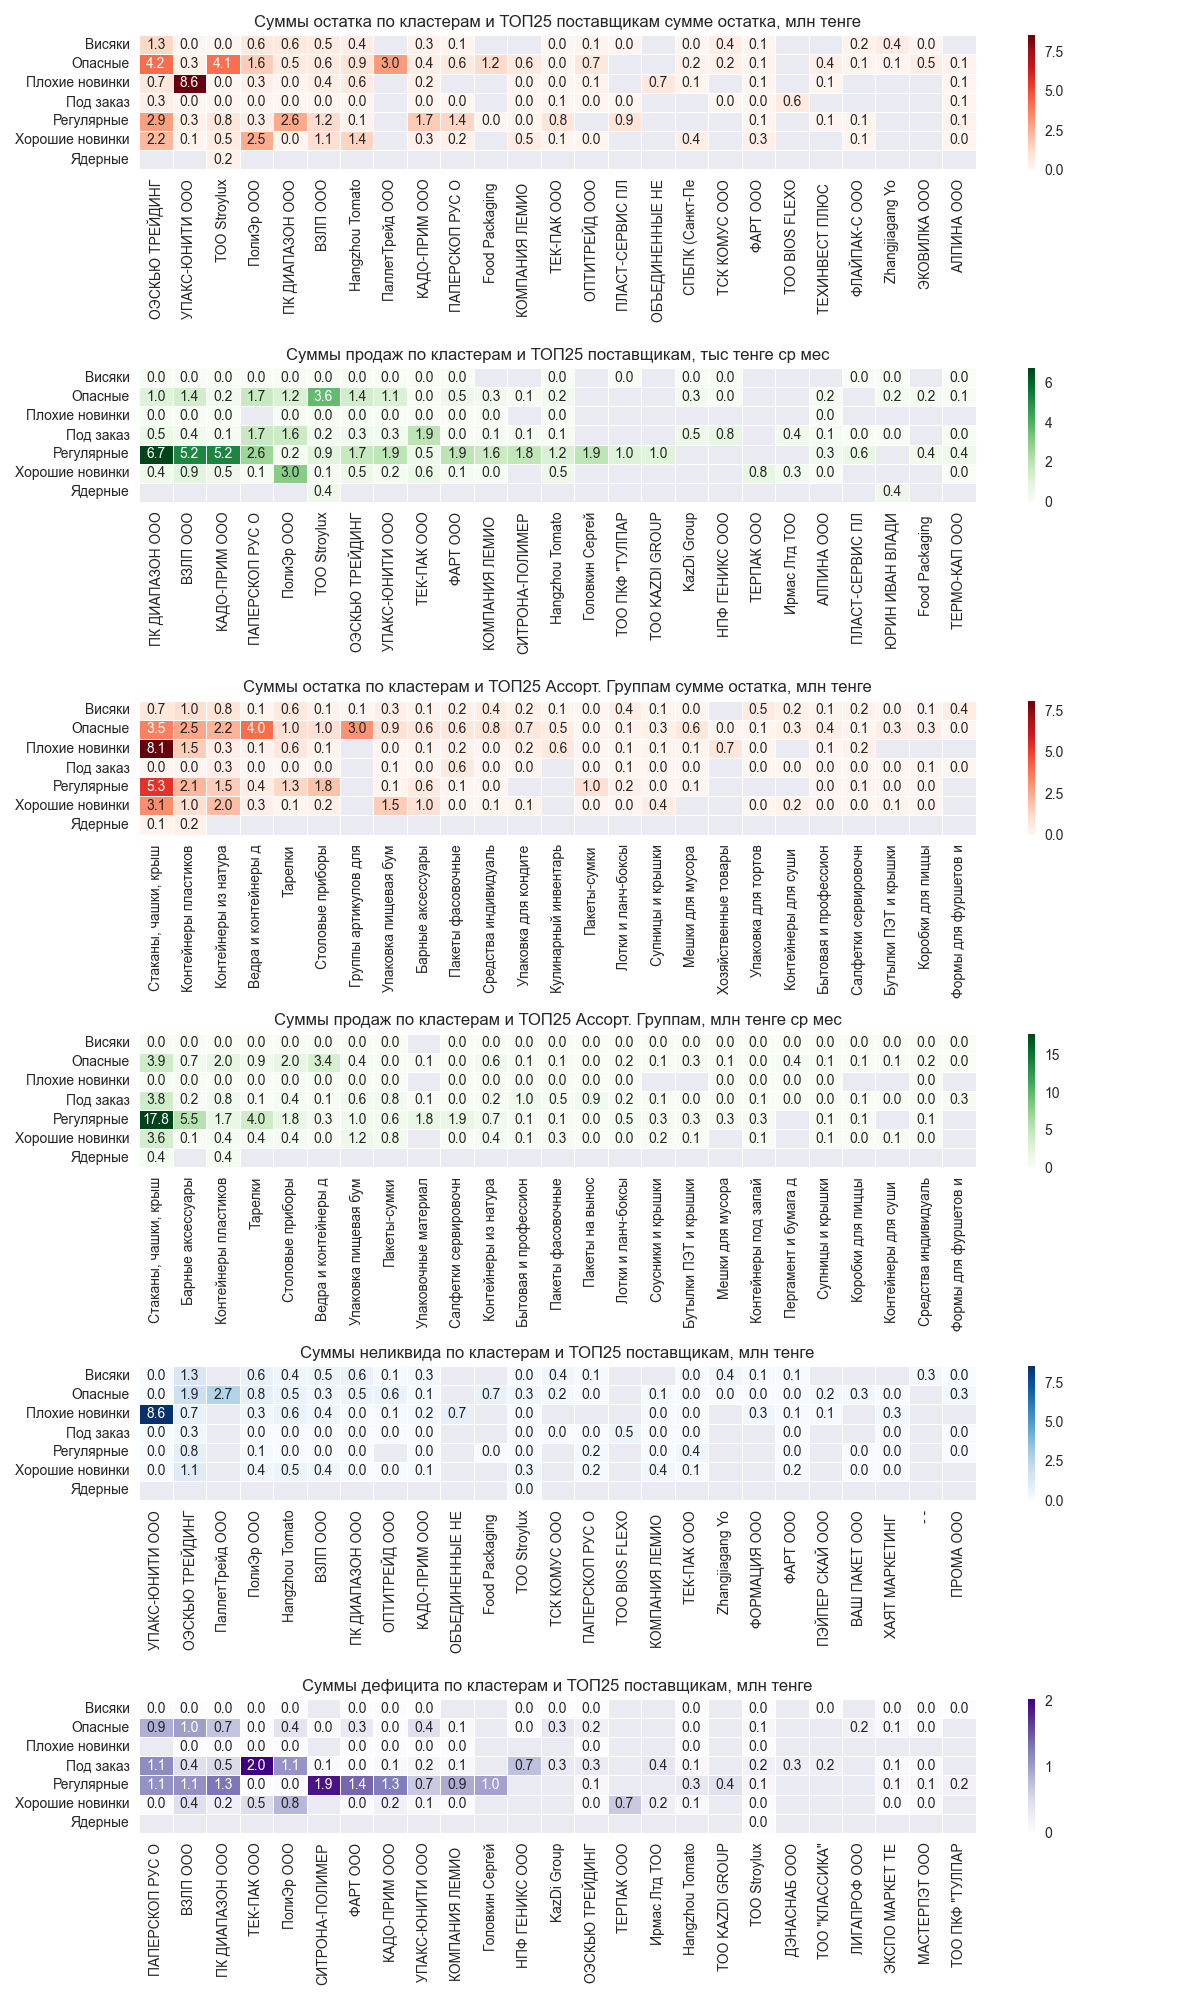 Суммы остатка по кластерам и ТОП25 поставщикам сумме остатка, млн тенге
Висяки 1.3 0.0 0.0 0.6 0.6 0.5 0.4 0.3 0.1 0.0 0.1 0.0 0.0 0.4 0.1 0.2 0.4 0.0
Опасные 4.2 0.3 4.1 1.6 0.5 0.6 0.9 3.0 0.4 0.6 1.2 0.6 0.0 0.7 0.2 0.2 0.1 0.4 0.1 0.1 0.5 0.1
Плохие новинки 0.7 8.6 0.0 0.3 0.0 0.4 0.6 0.2 0.0 0.0 0.1 0.7 0.1 0.1 0.1 0.1
Под заказ 0.3 0.0 0.0 0.0 0.0 0.0 0.0 0.0 0.0 0.0 0.1 0.0 0.0 0.0 0.0 0.6 0.1
Регулярные 2.9 0.3 0.8 0.3 2.6 1.2 0.1 1.7 1.4 0.0 0.0 0.8 0.9 0.1 0.1 0.1 0.1
Хорошие новинки 2.2 0.1 0.5 2.5 0.0 1.1 1.4 0.3 0.2 0.5 0.1 0.0 0.4 0.3 0.1 0.0
Ядерные 0.2
7.5
5.0
2.5
0.0
ОЭСКЬЮ ТРЕЙДИНГ
УПАКС-ЮНИТИ ООО
ТОО Stroylux
ПолиЭр ООО
ПК ДИАПАЗОН ООО
ВЗЛП ООО
Hangzhou Tomato
ПаллетТрейд ООО
КАДО-ПРИМ ООО
ПАПЕРСКОП РУС О
Food Packaging
КОМПАНИЯ ЛЕМИО
ТЕК-ПАК ООО
ОПТИТРЕЙД ООО
ПЛАСТ-СЕРВИС ПЛ
ОБЪЕДИНЕННЫЕ НЕ
СПБПК (Санкт-Пе
ТСК КОМУС ООО
ФАРТ ООО
ТОО BIOS FLEXO
ТЕХИНВЕСТ ПЛЮС
ФЛАЙПАК-С ООО
Zhangjiagang Yo
ЭКОВИЛКА ООО
АЛПИНА ООО
Суммы продаж по кластерам и ТОП25 поставщикам, тыс тенге ср мес
Висяки 0.0 0.0 0.0 0.0 0.0 0.0 0.0 0.0 0.0 0.0 0.0 0.0 0.0 0.0 0.0 0.0 0.0
Опасные 1.0 1.4 0.2 1.7 1.2 3.6 1.4 1.1 0.0 0.5 0.3 0.1 0.2 0.3 0.0 0.2 0.2 0.2 0.1
Плохие новинки 0.0 0.0 0.0 0.0 0.0 0.0 0.0 0.0 0.0 0.0 0.0 0.0 0.0
Под заказ 0.5 0.4 0.1 1.7 1.6 0.2 0.3 0.3 1.9 0.0 0.1 0.1 0.1 0.5 0.8 0.4 0.1 0.0 0.0 0.0
Регулярные 6.7 5.2 5.2 2.6 0.2 0.9 1.7 1.9 0.5 1.9 1.6 1.8 1.2 1.9 1.0 1.0 0.3 0.6 0.4 0.4
Хорошие новинки 0.4 0.9 0.5 0.1 3.0 0.1 0.5 0.2 0.6 0.1 0.0 0.5 0.8 0.3 0.0 0.0
Ядерные 0.4 0.4
6
4
2
0
ПК ДИАПАЗОН ООО
ВЗЛП ООО
КАДО-ПРИМ ООО
ПАПЕРСКОП РУС О
ПолиЭр ООО
ТОО Stroylux
ОЭСКЬЮ ТРЕЙДИНГ
УПАКС-ЮНИТИ ООО
ТЕК-ПАК ООО
ФАРТ ООО
КОМПАНИЯ ЛЕМИО
СИТРОНА-ПОЛИМЕР
Hangzhou Tomato
Головкин Сергей
ТОО ПКФ "ТУЛПАР
ТОО KAZDI GROUP
KazDi Group
НПФ ГЕНИКС ООО
ТЕРПАК ООО
Ирмас Лтд ТОО
АЛПИНА ООО
ПЛАСТ-СЕРВИС ПЛ
ЮРИН ИВАН ВЛАДИ
Food Packaging
ТЕРМО-КАП ООО
Суммы остатка по кластерам и ТОП25 Ассорт. Группам сумме остатка, млн тенге
Висяки 0.7 1.0 0.8 0.1 0.6 0.1 0.1 0.3 0.1 0.2 0.4 0.2 0.1 0.0 0.4 0.1 0.0 0.5 0.2 0.1 0.2 0.0 0.1 0.4
Опасные 3.5 2.5 2.2 4.0 1.0 1.0 3.0 0.9 0.6 0.6 0.8 0.7 0.5 0.0 0.1 0.3 0.6 0.0 0.1 0.3 0.4 0.1 0.3 0.3 0.0
Плохие новинки 8.1 1.5 0.3 0.1 0.6 0.1 0.0 0.1 0.2 0.0 0.2 0.6 0.0 0.1 0.1 0.1 0.7 0.0 0.1 0.2
Под заказ 0.0 0.0 0.3 0.0 0.0 0.0 0.1 0.0 0.6 0.0 0.0 0.0 0.1 0.0 0.0 0.0 0.0 0.0 0.0 0.0 0.1 0.0
Регулярные 5.3 2.1 1.5 0.4 1.3 1.8 0.1 0.6 0.1 0.0 1.0 0.2 0.0 0.1 0.0 0.1 0.0 0.0
Хорошие новинки 3.1 1.0 2.0 0.3 0.1 0.2 1.5 1.0 0.0 0.1 0.1 0.0 0.0 0.4 0.0 0.2 0.0 0.0 0.1 0.0
Ядерные 0.1 0.2
7.5
5.0
2.5
0.0
Стаканы, чашки, крыш
Контейнеры пластиков
Контейнеры из натура
Ведра и контейнеры д
Тарелки
Столовые приборы
Группы артикулов для
Упаковка пищевая бум
Барные аксессуары
Пакеты фасовочные
Средства индивидуаль
Упаковка для кондите
Кулинарный инвентарь
Пакеты-сумки
Лотки и ланч-боксы
Супницы и крышки
Мешки для мусора
Хозяйственные товары
Упаковка для тортов
Контейнеры для суши
Бытовая и профессион
Салфетки сервировочн
Бутылки ПЭТ и крышки
Коробки для пиццы
Формы для фуршетов и
Суммы продаж по кластерам и ТОП25 Ассорт. Группам, млн тенге ср мес
Висяки 0.0 0.0 0.0 0.0 0.0 0.0 0.0 0.0 0.0 0.0 0.0 0.0 0.0 0.0 0.0 0.0 0.0 0.0 0.0 0.0 0.0 0.0 0.0 0.0
Опасные 3.9 0.7 2.0 0.9 2.0 3.4 0.4 0.0 0.1 0.0 0.6 0.1 0.1 0.0 0.2 0.1 0.3 0.1 0.0 0.4 0.1 0.1 0.1 0.2 0.0
Плохие новинки 0.0 0.0 0.0 0.0 0.0 0.0 0.0 0.0 0.0 0.0 0.0 0.0 0.0 0.0 0.0 0.0 0.0 0.0 0.0
Под заказ 3.8 0.2 0.8 0.1 0.4 0.1 0.6 0.8 0.1 0.0 0.2 1.0 0.5 0.9 0.2 0.1 0.0 0.0 0.1 0.0 0.0 0.1 0.0 0.0 0.3
Регулярные 17.8 5.5 1.7 4.0 1.8 0.3 1.0 0.6 1.8 1.9 0.7 0.1 0.1 0.0 0.5 0.3 0.3 0.3 0.3 0.1 0.1 0.1
Хорошие новинки 3.6 0.1 0.4 0.4 0.4 0.0 1.2 0.8 0.0 0.4 0.1 0.3 0.0 0.0 0.2 0.1 0.1 0.1 0.0 0.1 0.0
Ядерные 0.4 0.4
15
10
5
0
Стаканы, чашки, крыш
Барные аксессуары
Контейнеры пластиков
Тарелки
Столовые приборы
Ведра и контейнеры д
Упаковка пищевая бум
Пакеты-сумки
Упаковочные материал
Салфетки сервировочн
Контейнеры из натура
Бытовая и профессион
Пакеты фасовочные
Пакеты на вынос
Лотки и ланч-боксы
Соусники и крышки
Бутылки ПЭТ и крышки
Мешки для мусора
Контейнеры под запай
Пергамент и бумага д
Супницы и крышки
Коробки для пиццы
Контейнеры для суши
Средства индивидуаль
Формы для фуршетов и
Суммы неликвида по кластерам и ТОП25 поставщикам, млн тенге
Висяки 0.0 1.3 0.6 0.4 0.5 0.6 0.1 0.3 0.0 0.4 0.1 0.0 0.4 0.1 0.1 0.3 0.0
Опасные 0.0 1.9 2.7 0.8 0.5 0.3 0.5 0.6 0.1 0.7 0.3 0.2 0.0 0.1 0.0 0.0 0.0 0.0 0.2 0.3 0.0 0.3
Плохие новинки 8.6 0.7 0.3 0.6 0.4 0.0 0.1 0.2 0.7 0.0 0.0 0.0 0.3 0.1 0.1 0.3
Под заказ 0.0 0.3 0.0 0.0 0.0 0.0 0.0 0.0 0.0 0.0 0.0 0.5 0.0 0.0 0.0 0.0 0.0
Регулярные 0.0 0.8 0.1 0.0 0.0 0.0 0.0 0.0 0.0 0.2 0.0 0.4 0.0 0.0 0.0 0.0
Хорошие новинки 0.0 1.1 0.4 0.5 0.4 0.0 0.0 0.1 0.3 0.2 0.4 0.1 0.2 0.0 0.0
Ядерные 0.0
7.5
5.0
2.5
0.0
УПАКС-ЮНИТИ ООО
ОЭСКЬЮ ТРЕЙДИНГ
ПаллетТрейд ООО
ПолиЭр ООО
Hangzhou Tomato
ВЗЛП ООО
ПК ДИАПАЗОН ООО
ОПТИТРЕЙД ООО
КАДО-ПРИМ ООО
ОБЪЕДИНЕННЫЕ НЕ
Food Packaging
ТОО Stroylux
ТСК КОМУС ООО
ПАПЕРСКОП РУС О
ТОО BIOS FLEXO
КОМПАНИЯ ЛЕМИО
ТЕК-ПАК ООО
Zhangjiagang Yo
ФОРМАЦИЯ ООО
ФАРТ ООО
ПЭЙПЕР СКАЙ ООО
ВАШ ПАКЕТ ООО
ХАЯТ МАРКЕТИНГ
- -
ПРОМА ООО
Суммы дефицита по кластерам и ТОП25 поставщикам, млн тенге
Висяки 0.0 0.0 0.0 0.0 0.0 0.0 0.0 0.0 0.0 0.0 0.0 0.0 0.0 0.0 0.0 0.0 0.0
Опасные 0.9 1.0 0.7 0.0 0.4 0.0 0.3 0.0 0.4 0.1 0.0 0.3 0.2 0.0 0.1 0.2 0.1 0.0
Плохие новинки 0.0 0.0 0.0 0.0 0.0 0.0 0.0 0.0 0.0 0.0 0.0
Под заказ 1.1 0.4 0.5 2.0 1.1 0.1 0.0 0.1 0.2 0.1 0.7 0.3 0.3 0.4 0.1 0.2 0.3 0.2 0.1 0.0
Регулярные 1.1 1.1 1.3 0.0 0.0 1.9 1.4 1.3 0.7 0.9 1.0 0.1 0.3 0.4 0.1 0.1 0.1 0.2
Хорошие новинки 0.0 0.4 0.2 0.5 0.8 0.0 0.2 0.1 0.0 0.0 0.7 0.2 0.1 0.0 0.0 0.0
Ядерные 0.0
2
1
0
ПАПЕРСКОП РУС О
ВЗЛП ООО
ПК ДИАПАЗОН ООО
ТЕК-ПАК ООО
ПолиЭр ООО
СИТРОНА-ПОЛИМЕР
ФАРТ ООО
КАДО-ПРИМ ООО
УПАКС-ЮНИТИ ООО
КОМПАНИЯ ЛЕМИО
Головкин Сергей
НПФ ГЕНИКС ООО
KazDi Group
ОЭСКЬЮ ТРЕЙДИНГ
ТЕРПАК ООО
Ирмас Лтд ТОО
Hangzhou Tomato
ТОО KAZDI GROUP
ТОО Stroylux
ДЭНАСНАБ ООО
ТОО "КЛАССИКА"
ЛИГАПРОФ ООО
ЭКСПО МАРКЕТ ТЕ
МАСТЕРПЭТ ООО
ТОО ПКФ "ТУЛПАР